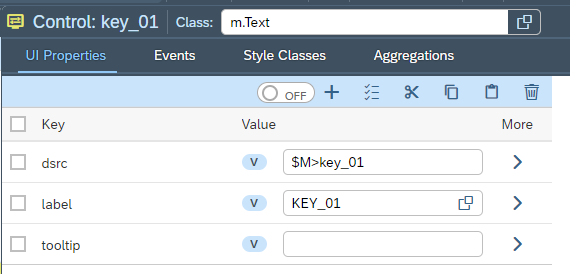 Control: key_01 Class: m.Text
UI Properties Events Style Classes Aggregations
OFF
Key Value More
dsrc V $M>key_01
label V KEY_01
tooltip V